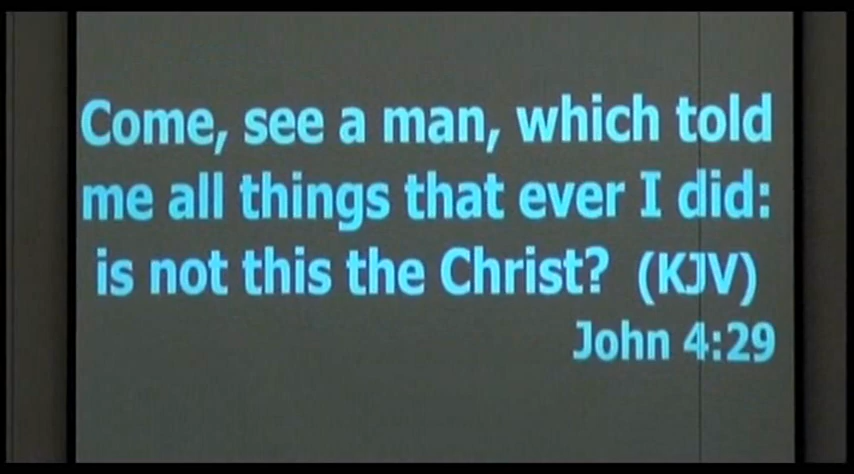 Come, see a man, which told
me all things that ever I did:
is not this the Christ? (KJV)
John 4:29